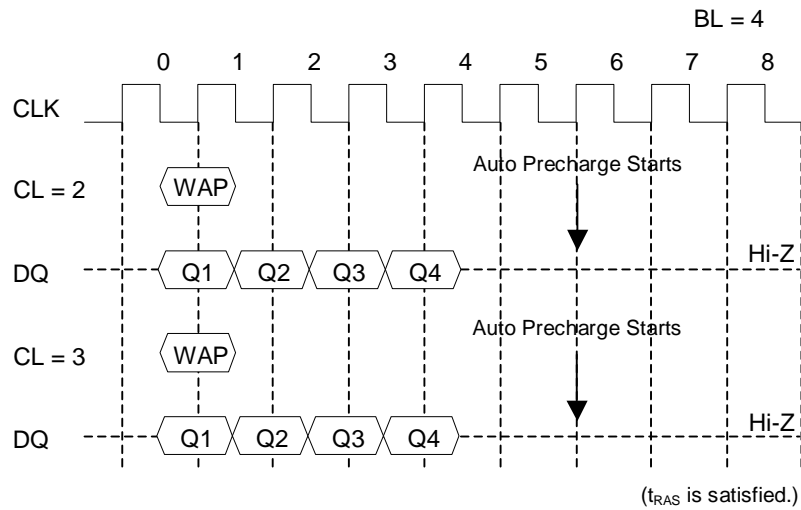 BL = 4
0 1 2 3 4 5 6 7 8
CLK
Auto Precharge Starts
CL = 2 WAP
Hi-Z
DQ Q1 Q2 Q3 Q4
Auto Precharge Starts
CL = 3 WAP
Hi-Z
DQ Q1 Q2 Q3 Q4
(tRAS is satisfied.)